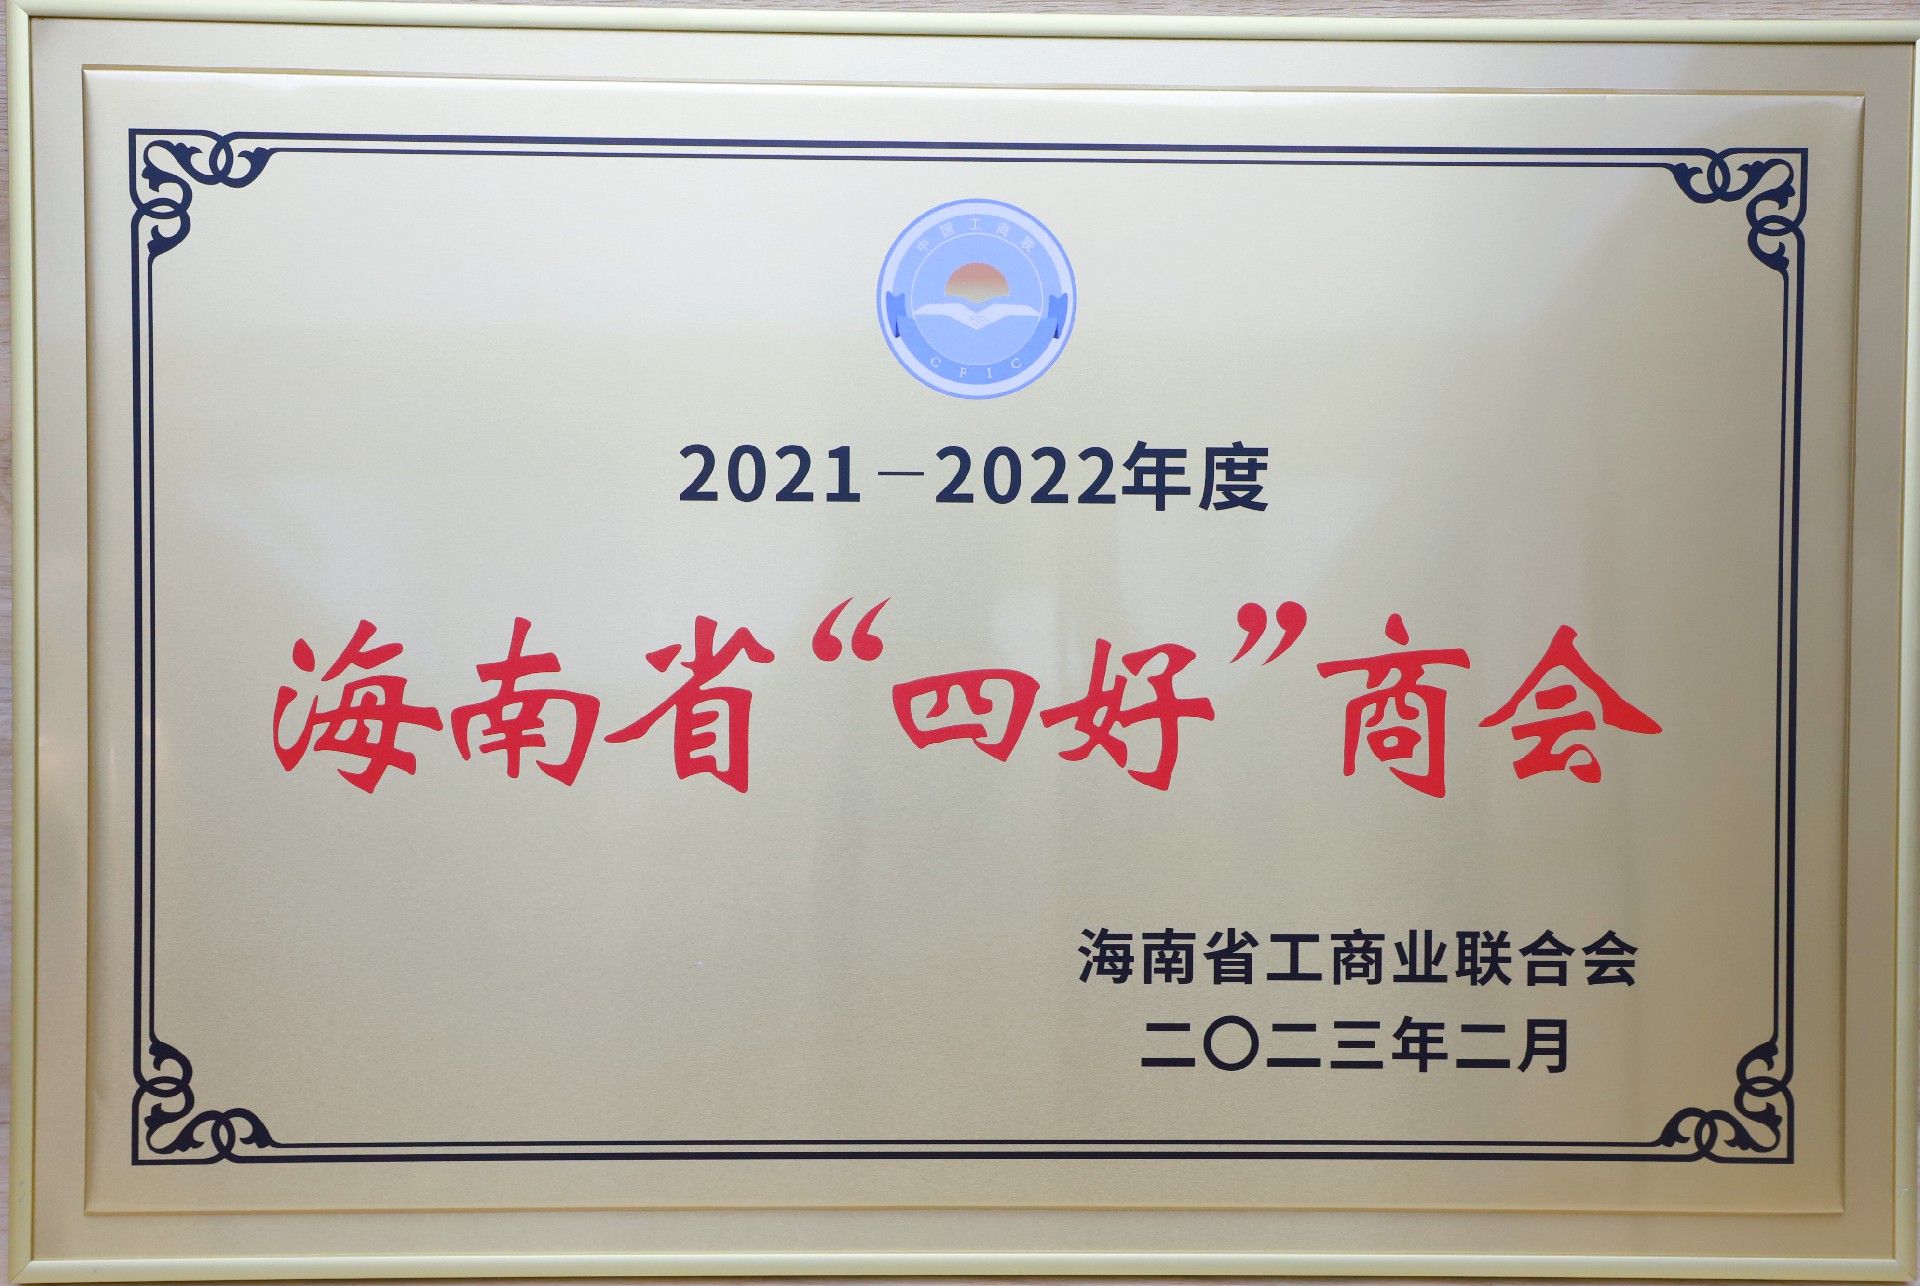 中国工商联
CFIC
2021—2022年度
海南省“四好”商会
海南省工商业联合会
二〇二三年二月